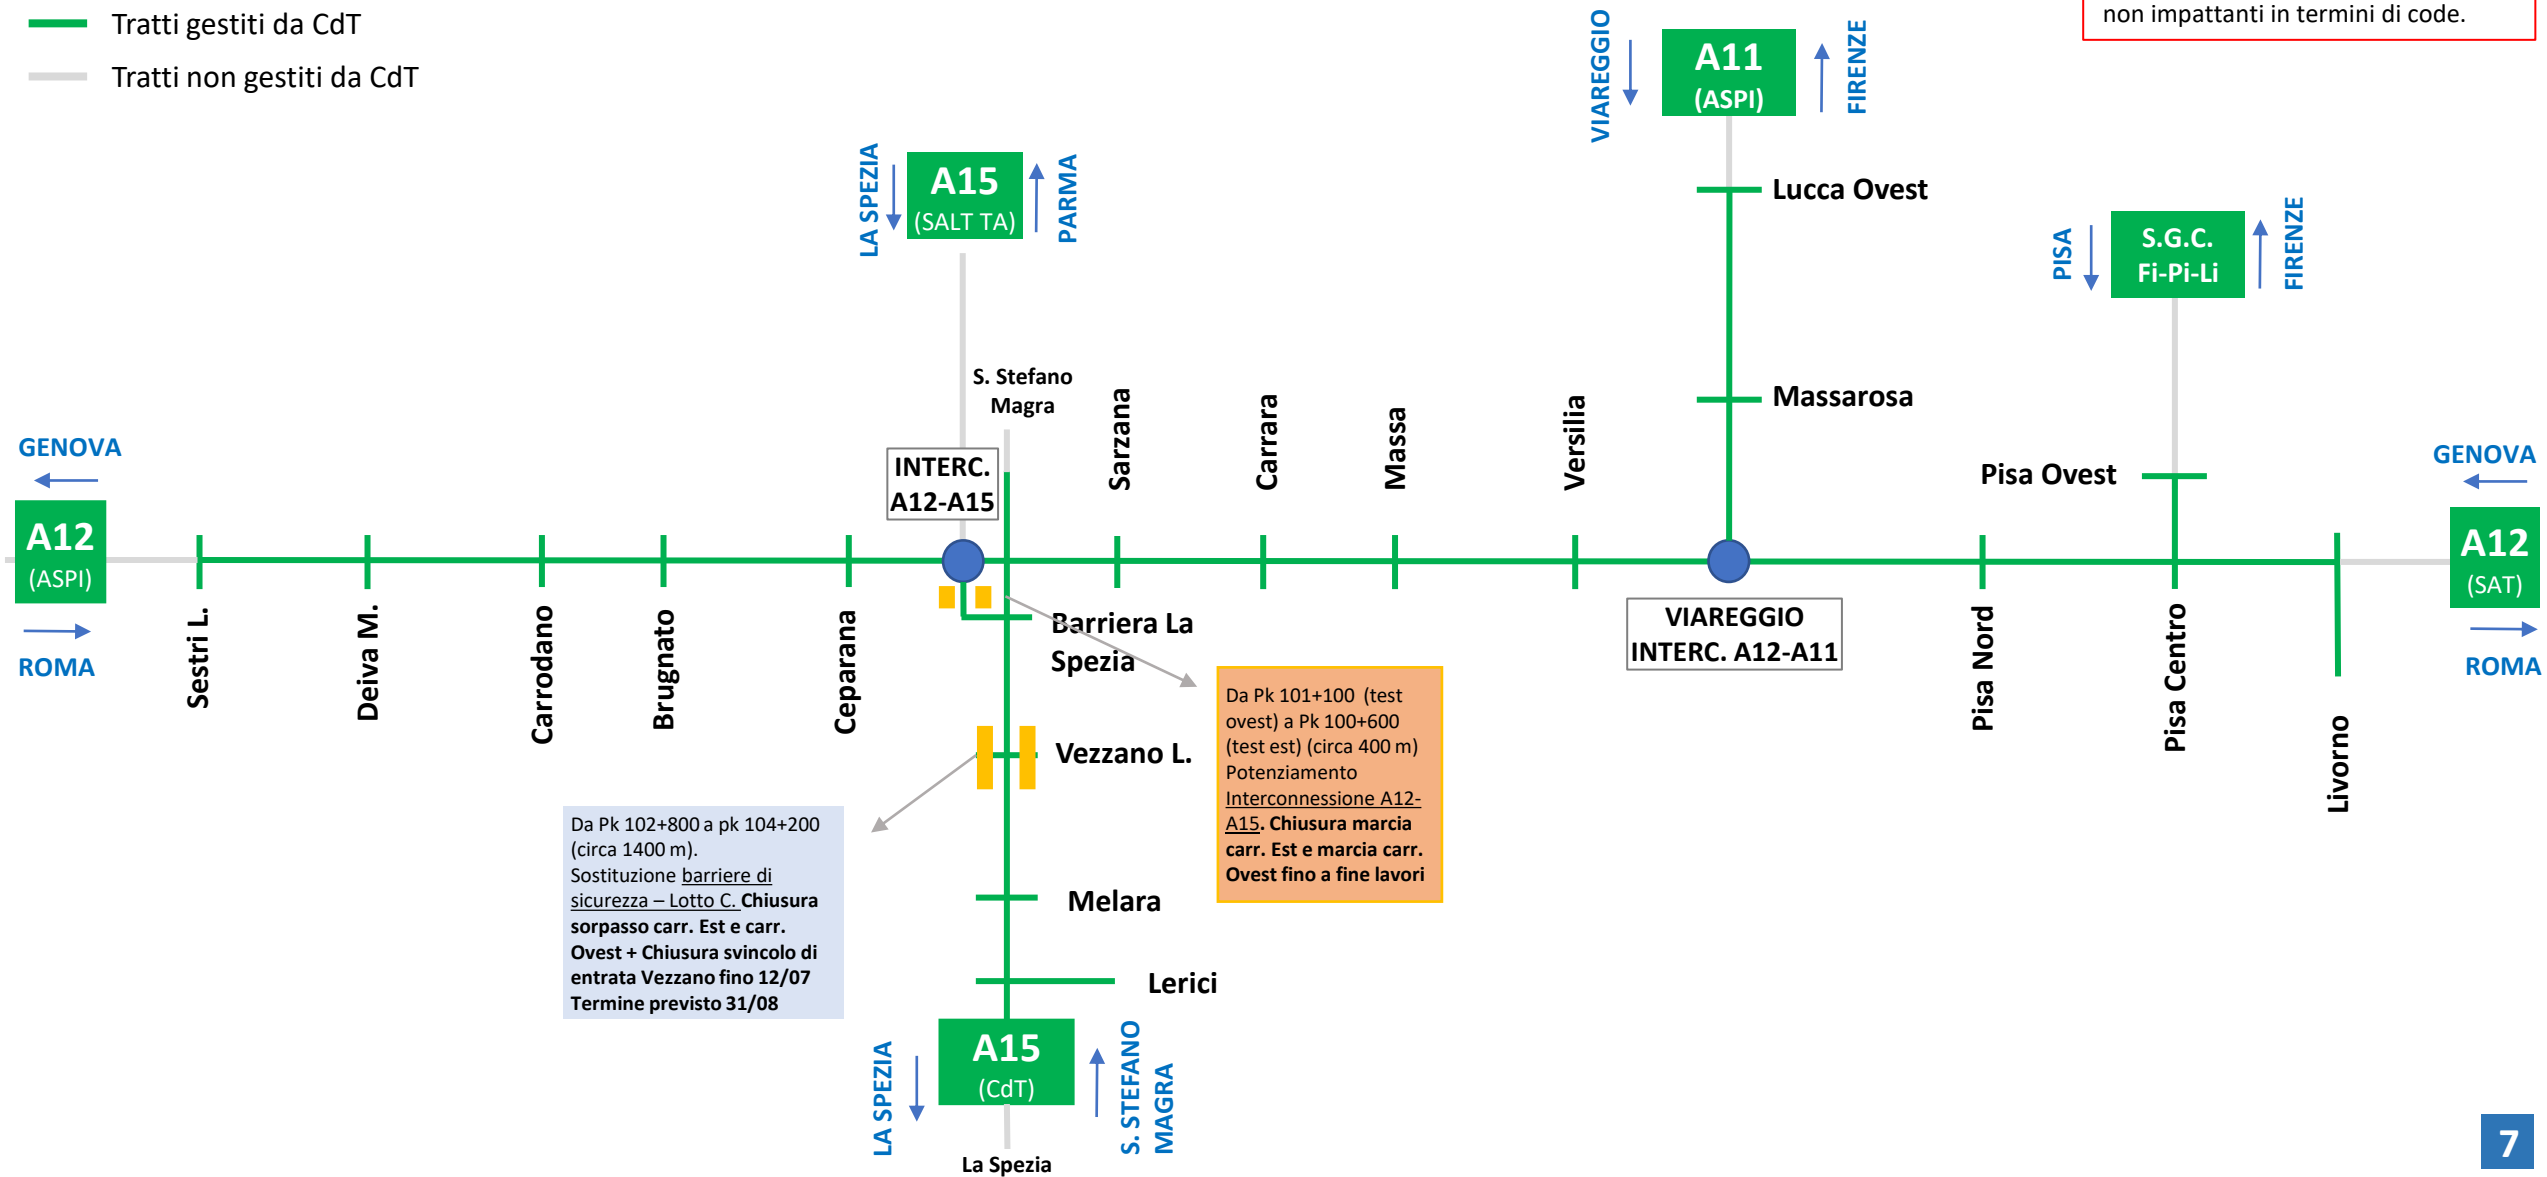 Tratti gestiti da CdT
Tratti non gestiti da CdT
non impattanti in termini di code.
VIAREGGIO
A11
(ASPI)
FIRENZE
LA SPEZIA
A15
(SALT TA)
PARMA
Lucca Ovest
PISA
S.G.C.
Fi-Pi-Li
FIRENZE
S. Stefano
Magra
Massarosa
GENOVA
A12
(ASPI)
ROMA
INTERC.
A12-A15
Sarzana
Carrara
Massa
Versilia
Pisa Ovest
GENOVA
A12
(SAT)
ROMA
Sestri L.
Deiva M.
Carrodano
Brugnato
Ceparana
Barriera La
Spezia
VIAREGGIO
INTERC. A12-A11
Pisa Nord
Pisa Centro
Livorno
Vezzano L.
Da Pk 101+100 (test
ovest) a Pk 100+600
(test est) (circa 400 m)
Potenziamento
Interconnessione A12-
A15. Chiusura marcia
carr. Est e marcia carr.
Ovest fino a fine lavori
Da Pk 102+800 a pk 104+200
(circa 1400 m).
Sostituzione barriere di
sicurezza – Lotto C. Chiusura
sorpasso carr. Est e carr.
Ovest + Chiusura svincolo di
entrata Vezzano fino 12/07
Termine previsto 31/08
Melara
Lerici
LA SPEZIA
A15
(CdT)
S. STEFANO
MAGRA
La Spezia
7